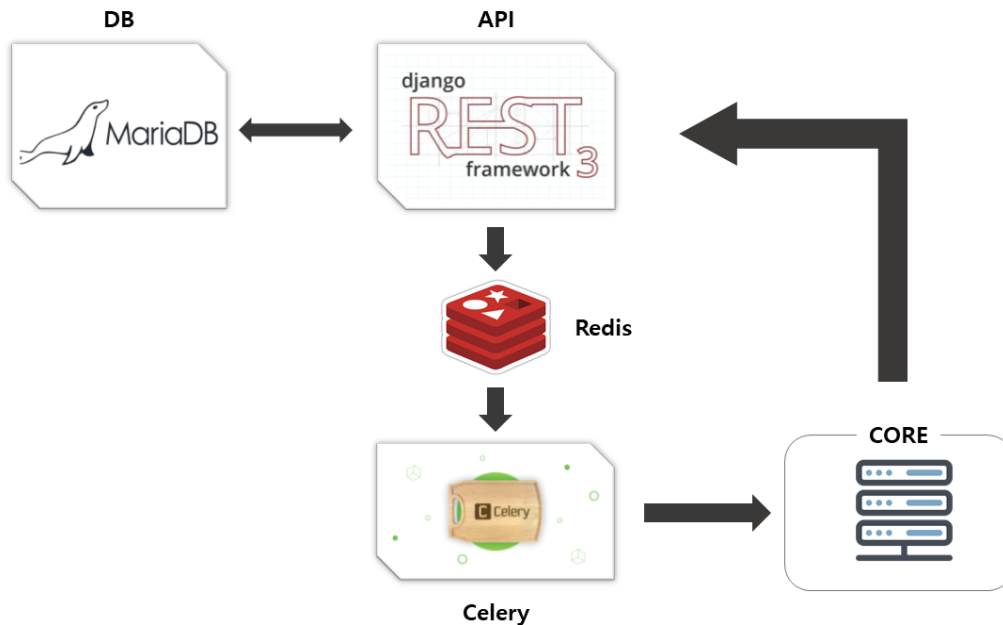 DB
API
MariaDB
django
REST
framework 3
Redis
CORE
C Celery
Celery